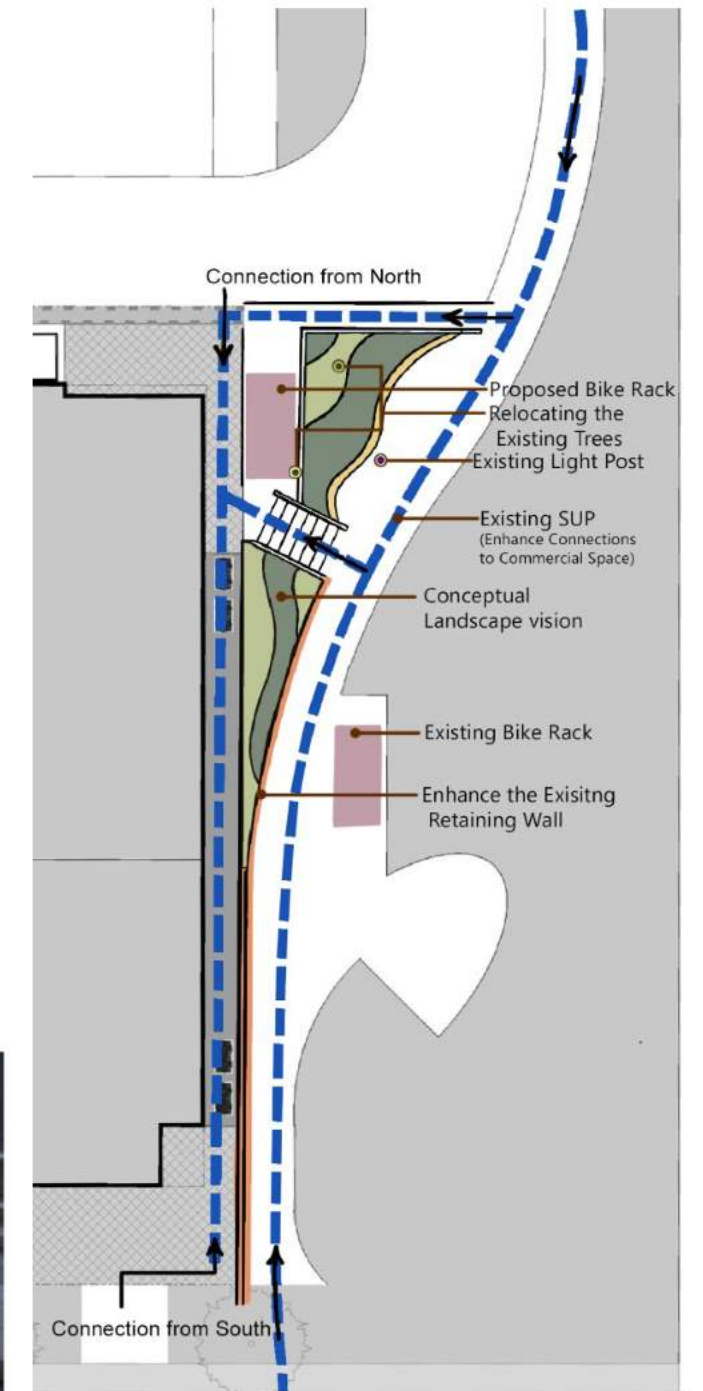 Connection from North
Proposed Bike Rack
Relocating the
Existing Trees
Existing Light Post
Existing SUP
(Enhance Connections
to Commercial Space)
Conceptual
Landscape vision
Existing Bike Rack
Enhance the Exisitng
Retaining Wall
Connection from South